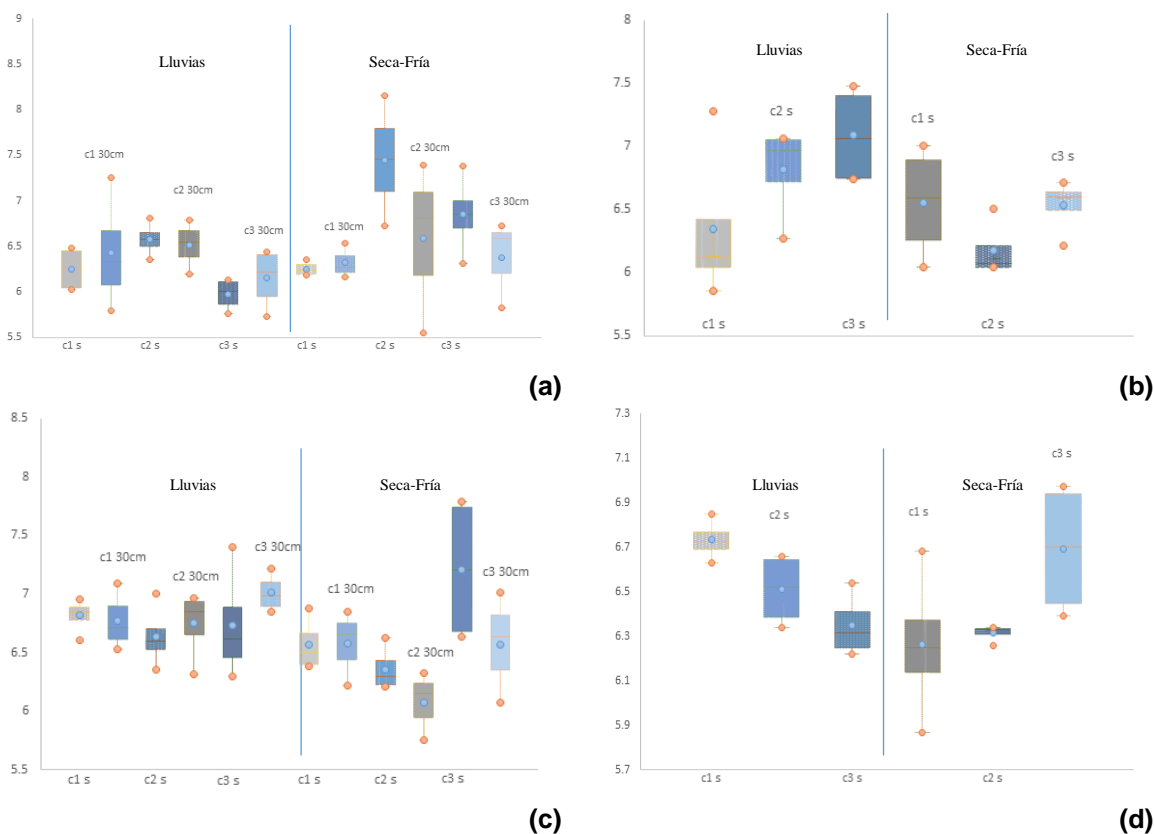 9
8.5
8
7.5
7
6.5
6
5.5
Lluvias
Seca-Fría
c1 30cm
c2 30cm
c3 30cm
c1 30cm
c2 30cm
c3 30cm
c1 s
c2 s
c3 s
c1 s
c2 s
c3 s
(a)
8
7.5
7
6.5
6
5.5
Lluvias
Seca-Fría
c2 s
c1 s
c3 s
c1 s
c3 s
c2 s
(b)
8.5
8
7.5
7
6.5
6
5.5
Lluvias
Seca-Fría
c1 30cm
c2 30cm
c3 30cm
c1 30cm
c2 30cm
c3 30cm
c1 s
c2 s
c3 s
c1 s
c2 s
c3 s
(c)
7.3
7.1
6.9
6.7
6.5
6.3
6.1
5.9
5.7
Lluvias
Seca-Fría
c2 s
c1 s
c3 s
c1 s
c3 s
c2 s
(d)